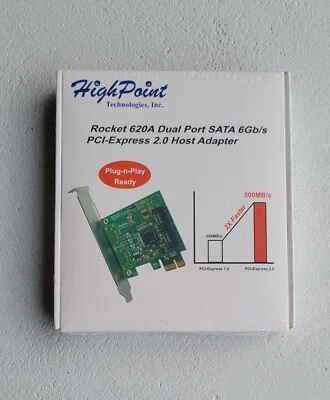 HighPoint
Technologies, Inc.
Rocket 620A Dual Port SATA 6Gb/s
PCI-Express 2.0 Host Adapter
Plug-n-Play
Ready
500MB/s
2X Faster
250MB/s
PCI-Express 1.0
PCI-Express 2.0